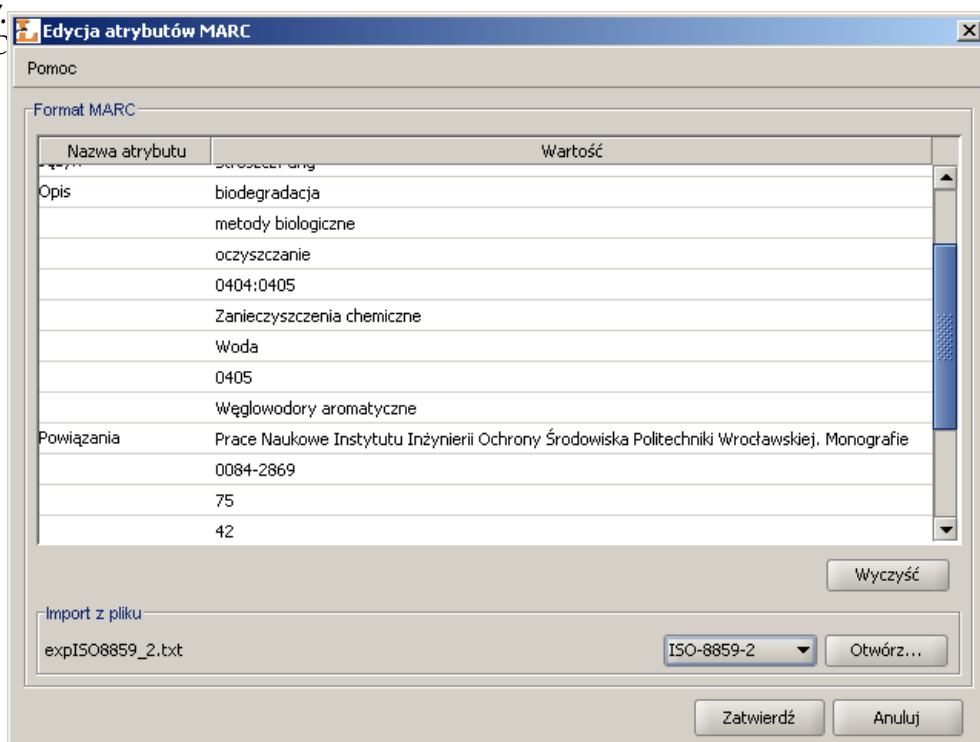 Edycja atrybutów MARC
Pomoc
Format MARC
Nazwa atrybutu Wartość
Opis biodegradacja
metody biologiczne
oczyszczanie
0404:0405
Zanieczyszczenia chemiczne
Woda
0405
Węglowodory aromatyczne
Powiązania Prace Naukowe Instytutu Inżynierii Ochrony Środowiska Politechniki Wrocławskiej. Monografie
0084-2869
75
42
Wyczyść
Import z pliku
expISO8859_2.txt ISO-8859-2 Otwórz...
Zatwierdź Anuluj